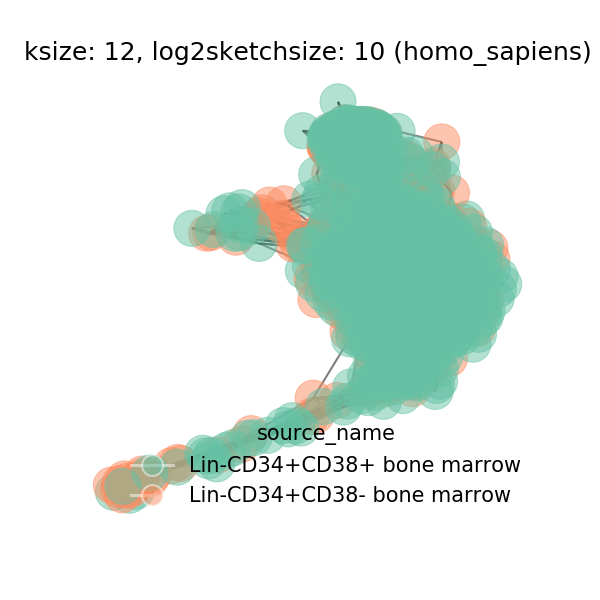 ksize: 12, log2sketchsize: 10 (homo_sapiens)
source_name
Lin-CD34+CD38+ bone marrow
Lin-CD34+CD38- bone marrow